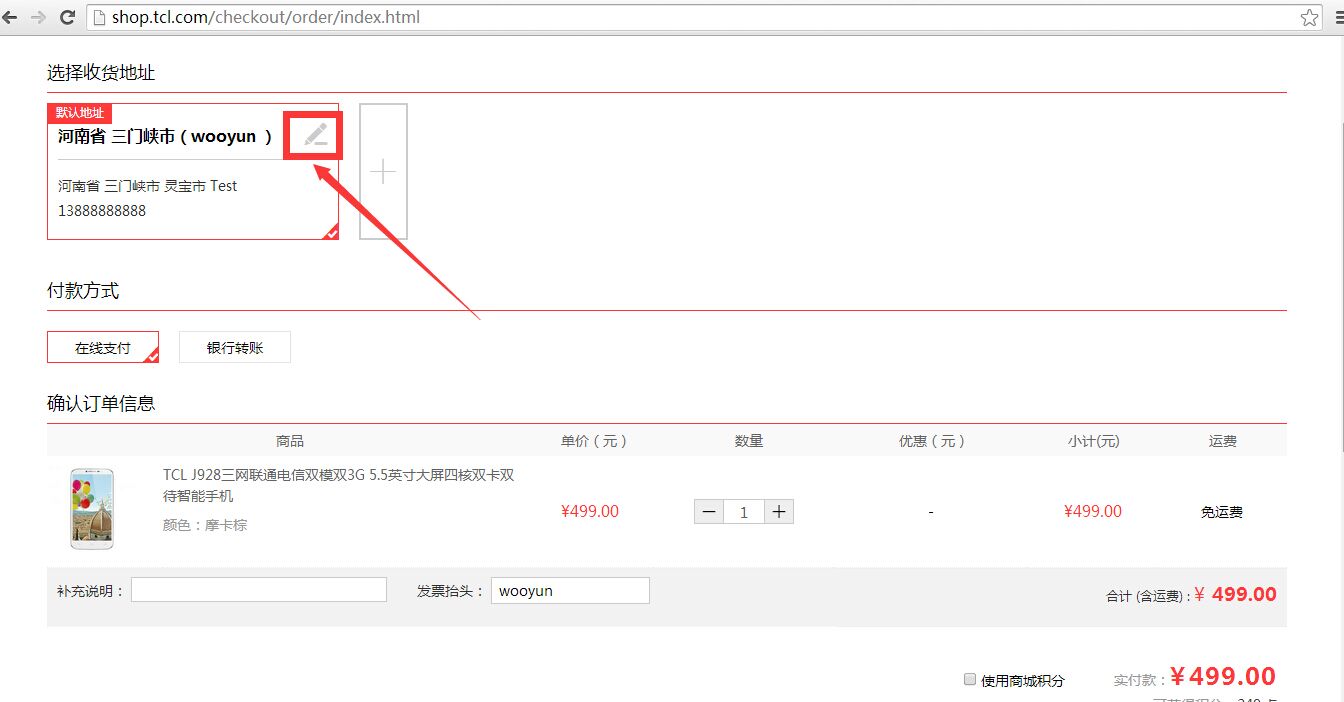 shop.tcl.com/checkout/order/index.html
选择收货地址
默认地址
河南省 三门峡市 ( wooyun )
河南省 三门峡市 灵宝市 Test
13888888888
付款方式
在线支付 银行转账
确认订单信息
商品 单价 ( 元 ) 数量 优惠 ( 元 ) 小计(元) 运费
TCL J928三网联通电信双模双3G 5.5英寸大屏四核双卡双
待智能手机
颜色：摩卡棕
¥499.00 1 - ¥499.00 免运费
补充说明： 发票抬头： wooyun 合计 (含运费) : ¥ 499.00
使用商城积分 实付款：¥499.00